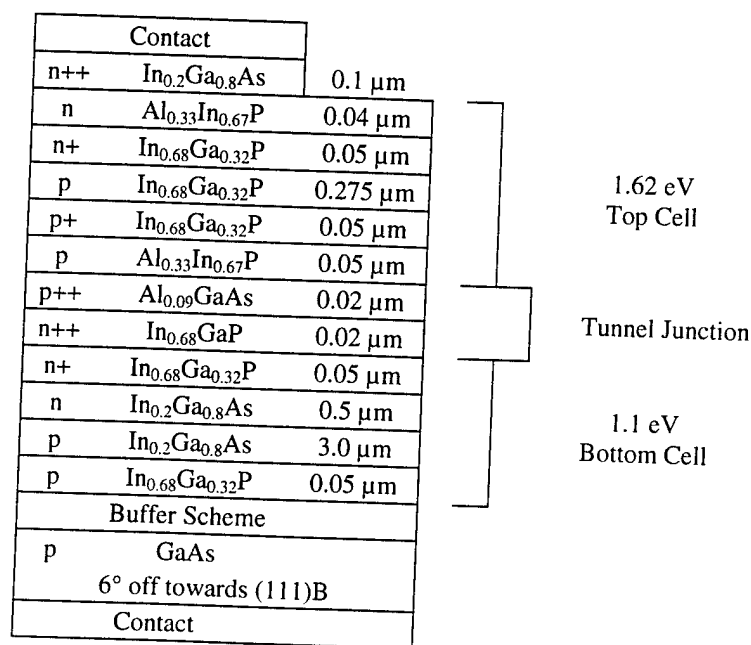 Contact
n++ In₀.₂Ga₀.₈As 0.1 µm
n Al₀.₃₃In₀.₆₇P 0.04 µm
n+ In₀.₆₈Ga₀.₃₂P 0.05 µm
p In₀.₆₈Ga₀.₃₂P 0.275 µm
p+ In₀.₆₈Ga₀.₃₂P 0.05 µm
p Al₀.₃₃In₀.₆₇P 0.05 µm
p++ Al₀.₀₉GaAs 0.02 µm
n++ In₀.₆₈GaP 0.02 µm
n+ In₀.₆₈Ga₀.₃₂P 0.05 µm
n In₀.₂Ga₀.₈As 0.5 µm
p In₀.₂Ga₀.₈As 3.0 µm
p In₀.₆₈Ga₀.₃₂P 0.05 µm
Buffer Scheme
p GaAs
6° off towards (111)B
Contact
1.62 eV
Top Cell
Tunnel Junction
1.1 eV
Bottom Cell